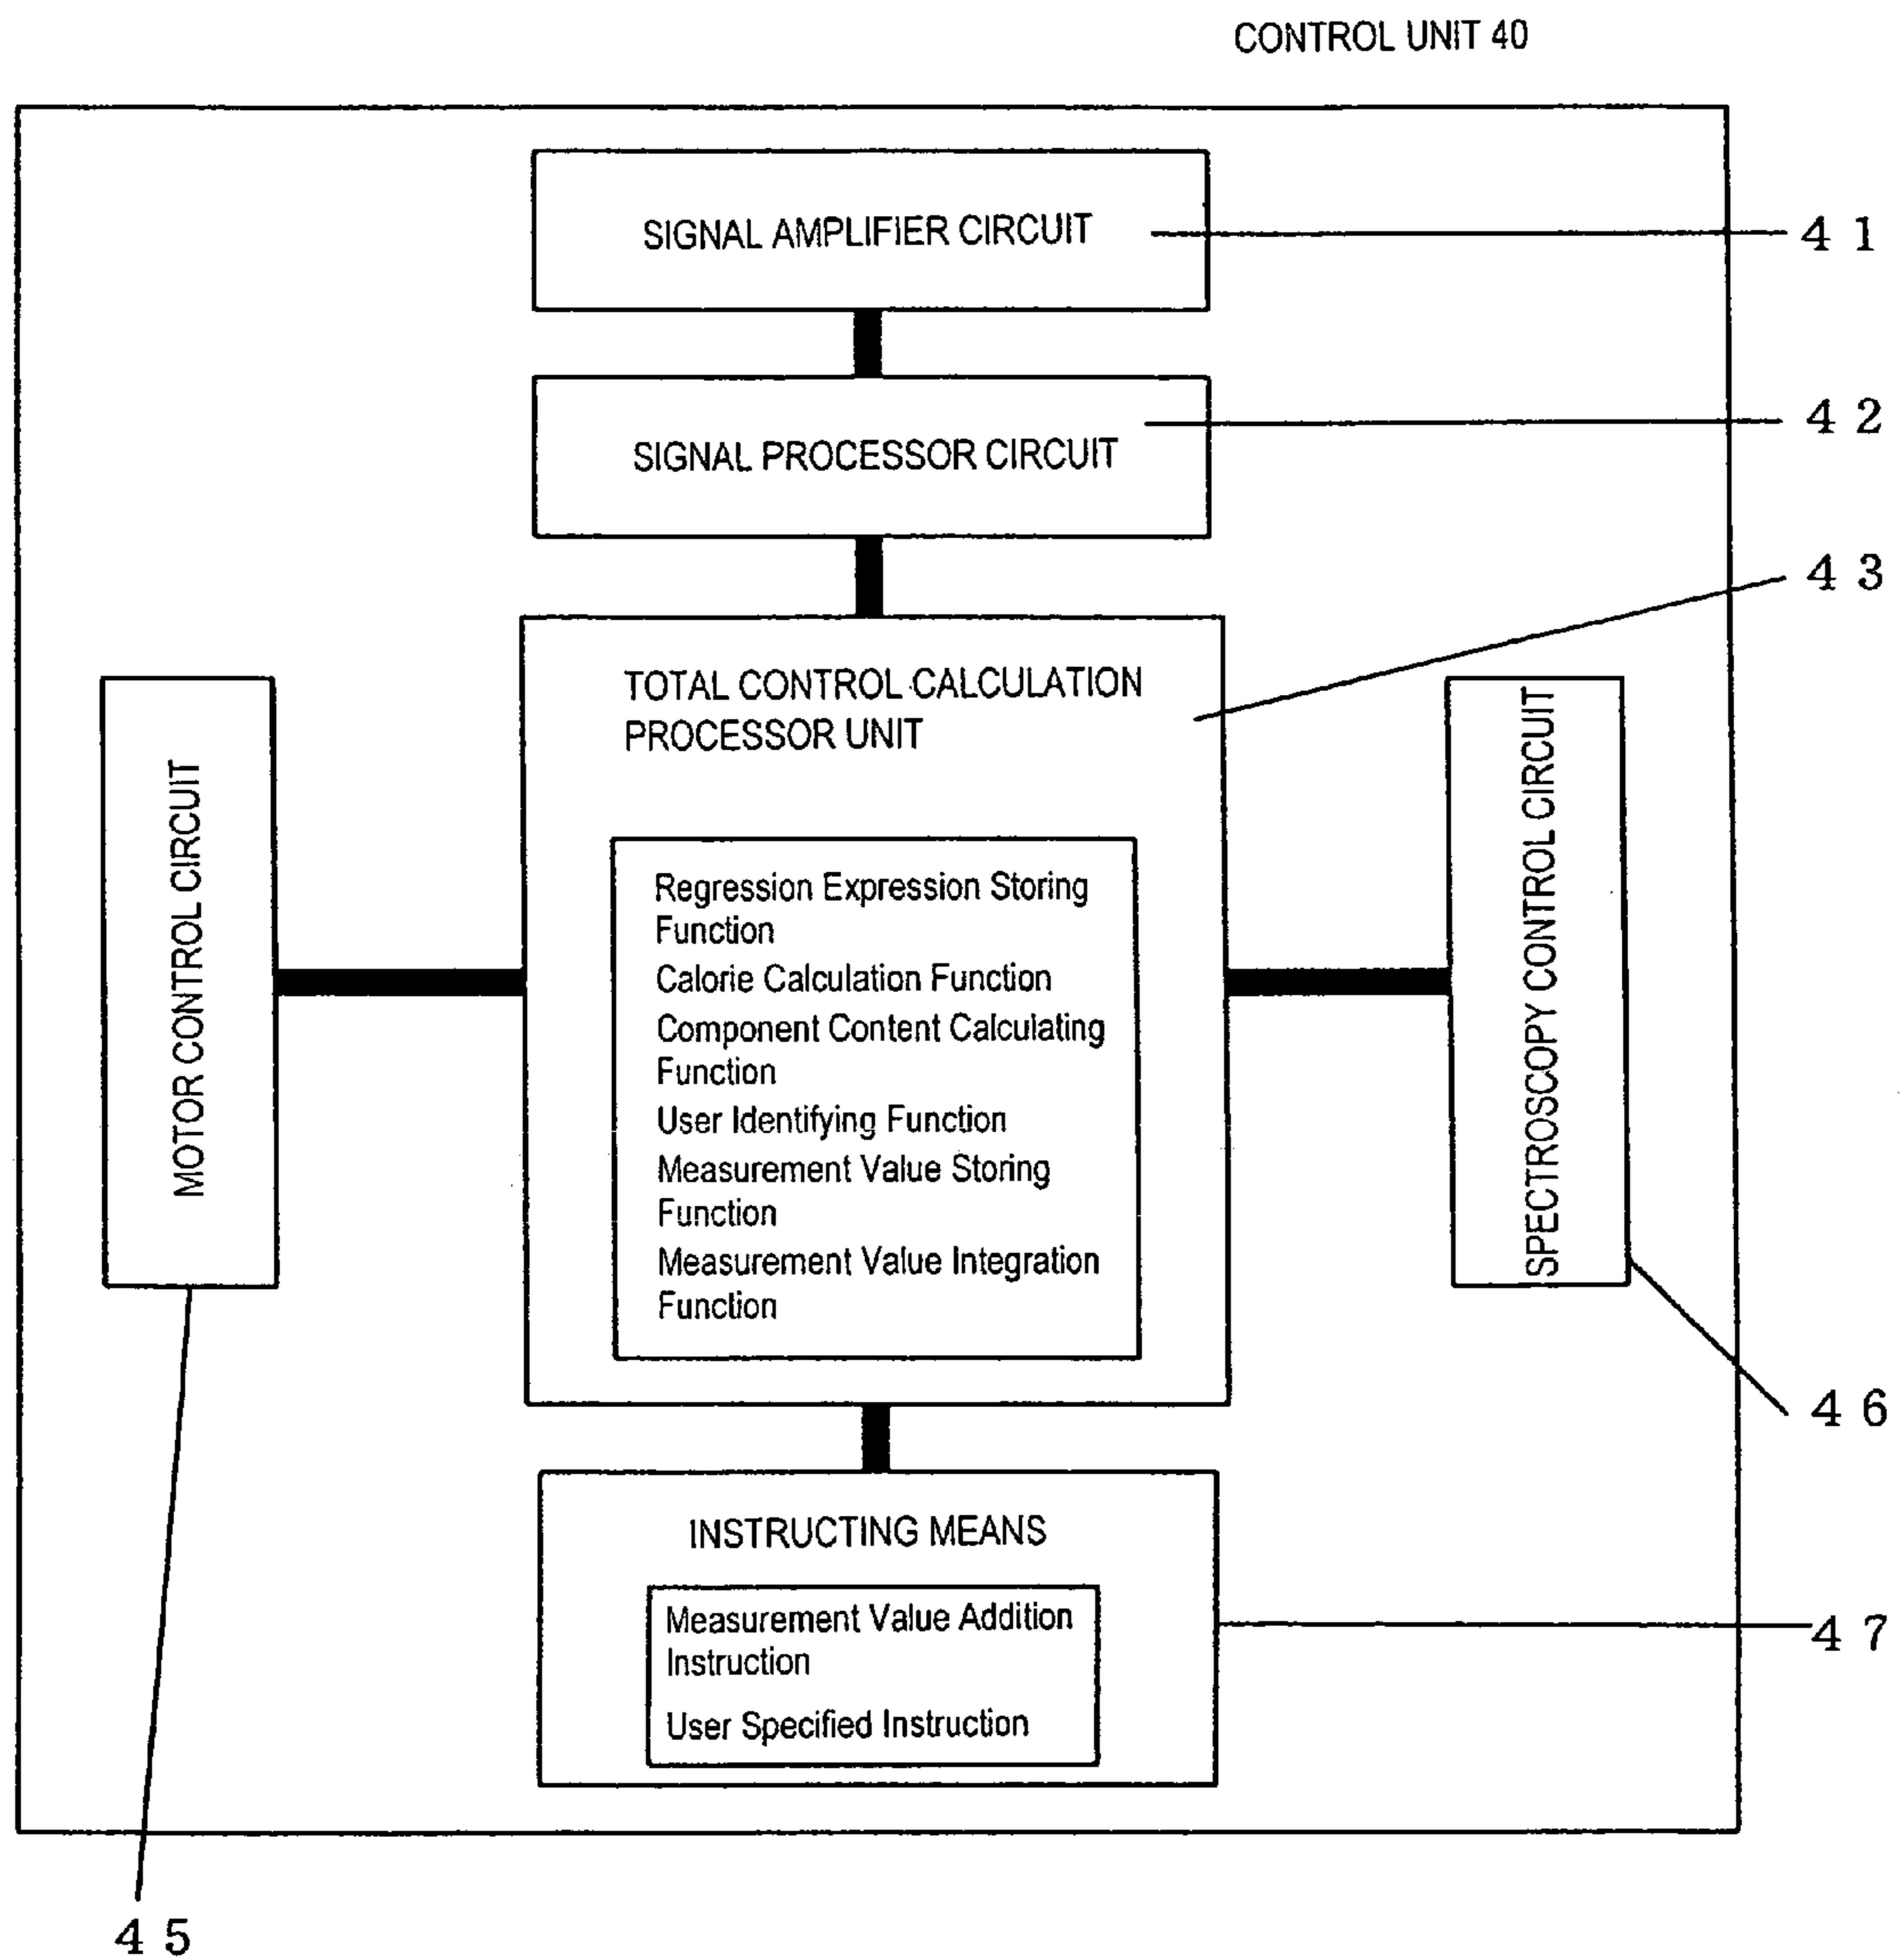 CONTROL UNIT 40
SIGNAL AMPLIFIER CIRCUIT
41
SIGNAL PROCESSOR CIRCUIT
42
43
TOTAL CONTROL CALCULATION
PROCESSOR UNIT
MOTOR CONTROL CIRCUIT
Regression Expression Storing
Function
Calorie Calculation Function
Component Content Calculating
Function
User Identifying Function
Measurement Value Storing
Function
Measurement Value Integration
Function
SPECTROSCOPY CONTROL CIRCUIT
46
INSTRUCTING MEANS
Measurement Value Addition
Instruction
User Specified Instruction
47
45